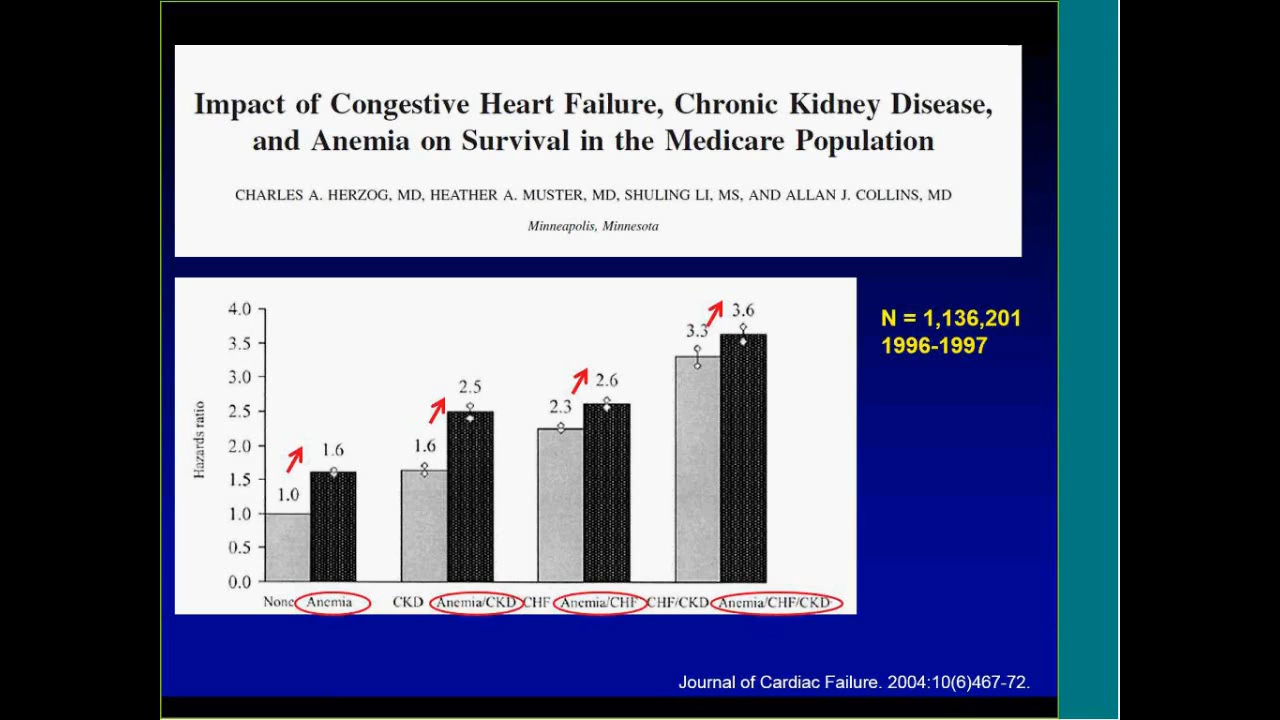 Impact of Congestive Heart Failure, Chronic Kidney Disease,
and Anemia on Survival in the Medicare Population
CHARLES A. HERZOG, MD, HEATHER A. MUSTER, MD, SHULING LI, MS, AND ALLAN J. COLLINS, MD
Minneapolis, Minnesota
N = 1,136,201
1996-1997
Hazards ratio
4.0
3.5
3.0
2.5
2.0
1.5
1.0
0.5
0.0
1.0
1.6
1.6
2.5
2.3
2.6
3.3
3.6
None Anemia CKD Anemia/CKD CHF Anemia/CHF CHF/CKD Anemia/CHF/CKD
Journal of Cardiac Failure. 2004:10(6)467-72.